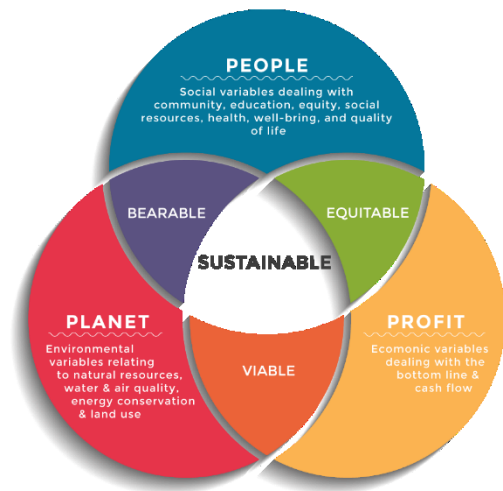 PEOPLE
Social variables dealing with
community, education, equity, social
resources, health, well-bring, and quality
of life
BEARABLE
EQUITABLE
SUSTAINABLE
PLANET
Environmental
variables relating
to natural resources,
water & air quality,
energy conservation
& land use
PROFIT
Ecomonic variables
dealing with the
bottom line &
cash flow
VIABLE